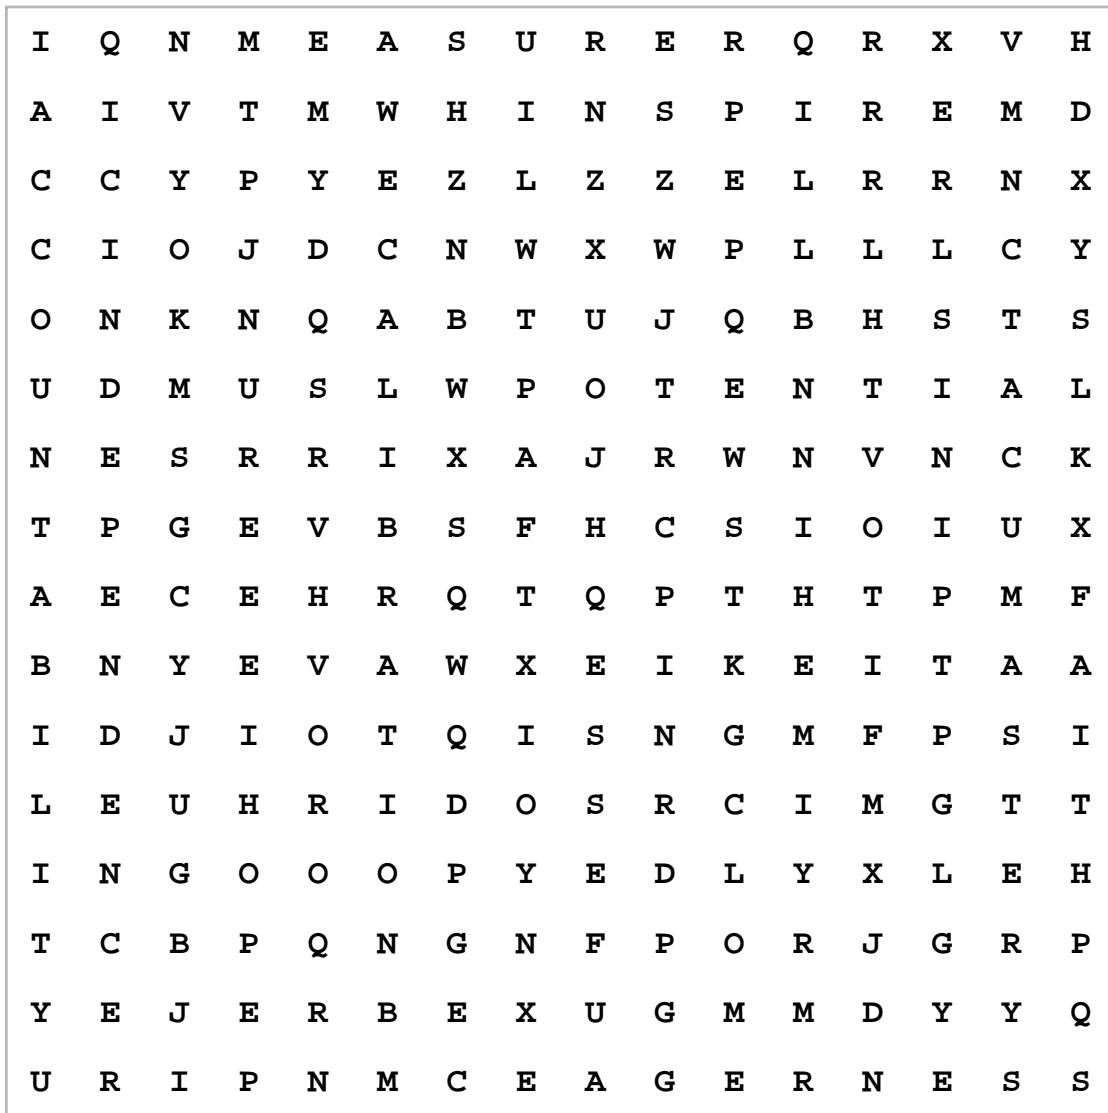 I Q N M E A S U R E R Q R X V H
A I V T M W H I N S P I R E M D
C C Y P Y E Z L Z Z E L R R N X
C I O J D C N W X W P L L L C Y
O N K N Q A B T U J Q B H S T S
U D M U S L W P O T E N T I A L
N E S R R I X A J R W N V N C K
T P G E V B S F H C S I O I U X
A E C E H R Q T Q P T H T P M F
B N Y E V A W X E I K E I T A A
I D J I O T Q I S N G M F P S I
L E U H R I D O S R C I M G T T
I N G O O O P Y E D L Y X L E H
T C B P Q N G N F P O R J G R P
Y E J E R B E X U G M M D Y Y Q
U R I P N M C E A G E R N E S S